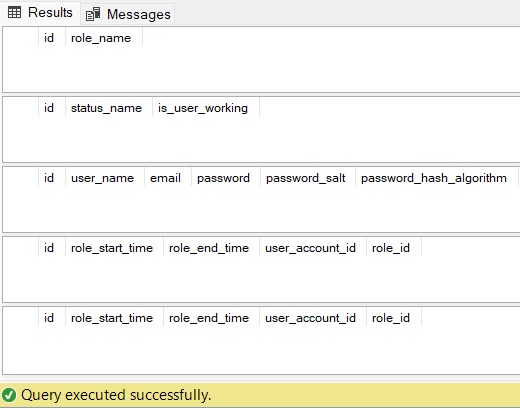 Results Messages
id role_name
id status_name is_user_working
id user_name email password password_salt password_hash_algorithm
id role_start_time role_end_time user_account_id role_id
id role_start_time role_end_time user_account_id role_id
Query executed successfully.